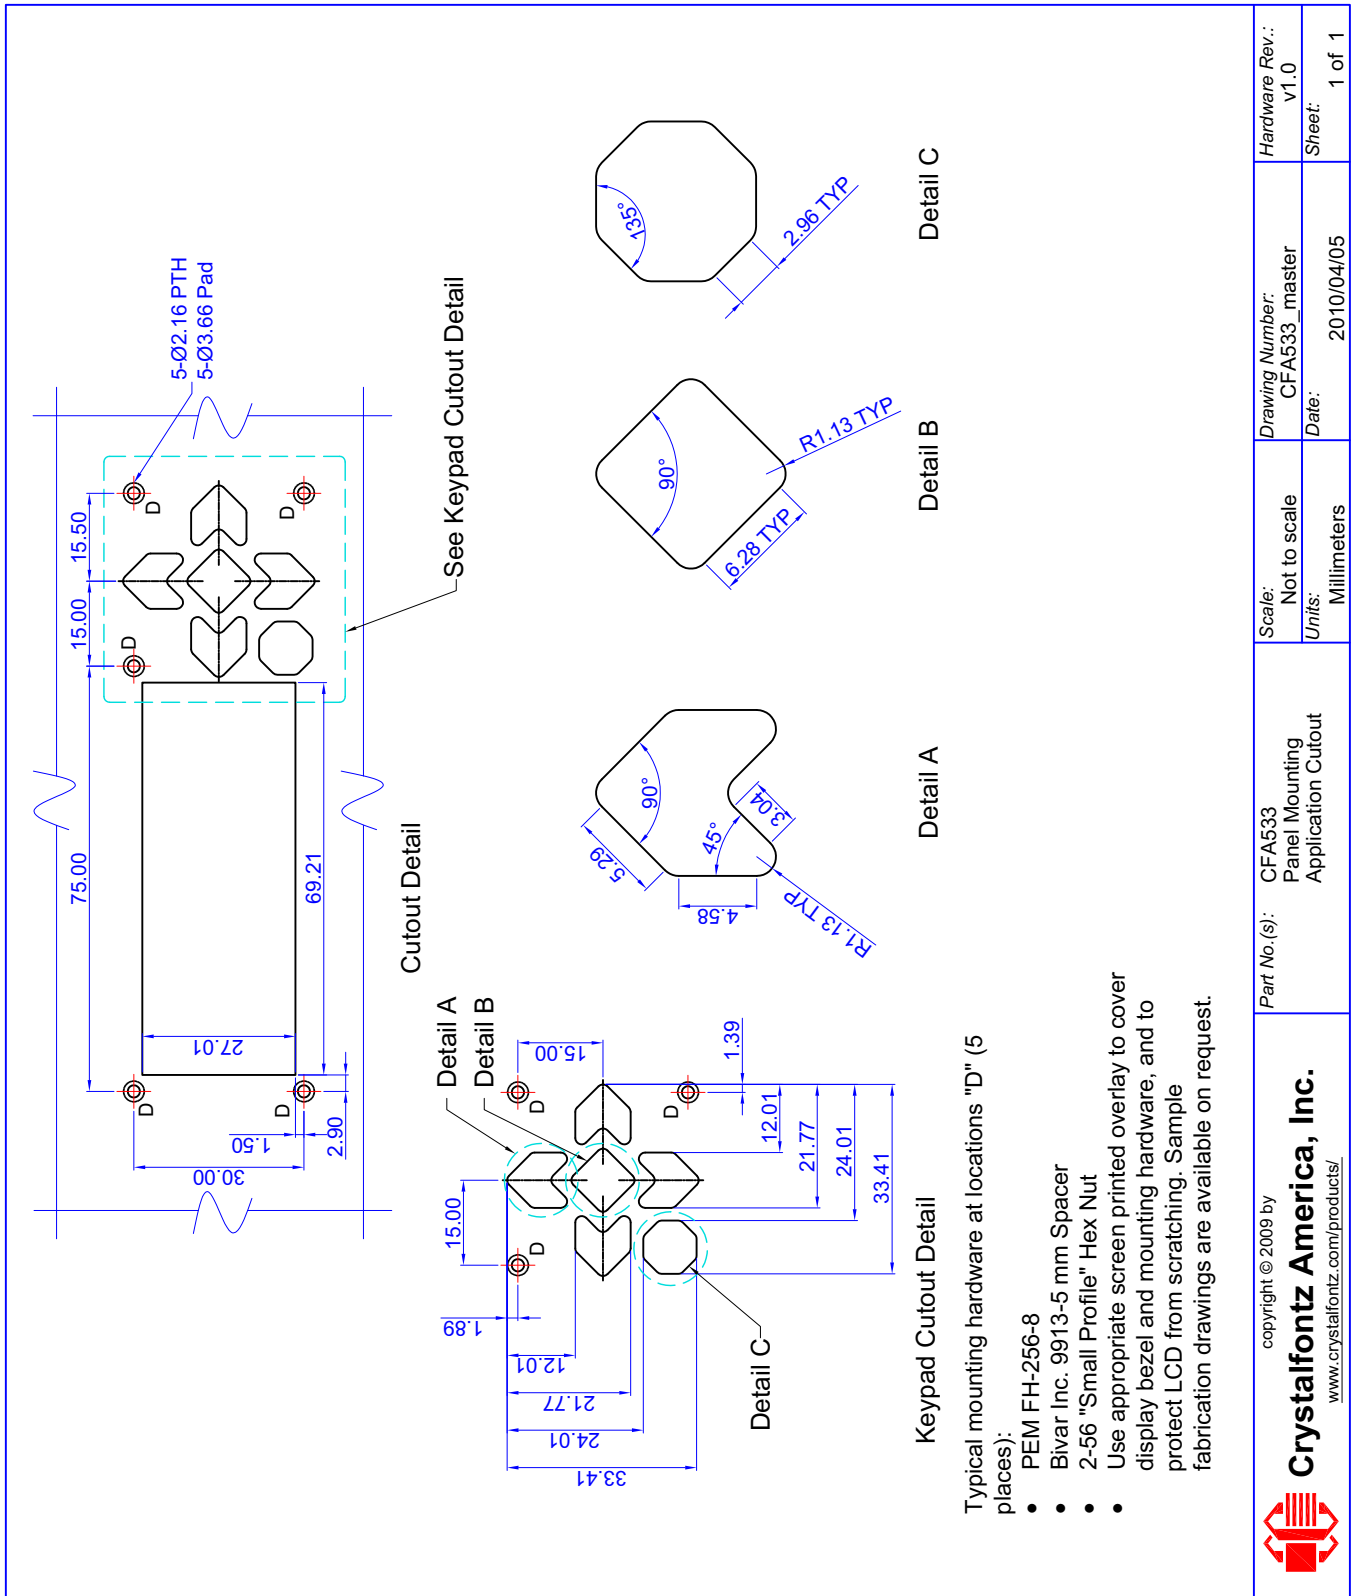 75.00
15.00
15.50
5-Ø2.16 PTH
5-Ø3.66 Pad
D
D
D
D
D
30.00
1.50
2.90
27.01
69.21
See Keypad Cutout Detail
Cutout Detail
Detail A
Detail B
15.00
1.89
12.01
21.77
24.01
33.41
15.00
1.39
12.01
21.77
24.01
33.41
D
D
D
Detail C
Keypad Cutout Detail
5.29
90°
45°
3.04
4.58
R1.13 TYP
Detail A
90°
6.28 TYP
R1.13 TYP
Detail B
135°
2.96 TYP
Detail C
Typical mounting hardware at locations "D" (5
places):
• PEM FH-256-8
• Bivar Inc. 9913-5 mm Spacer
• 2-56 "Small Profile" Hex Nut
• Use appropriate screen printed overlay to cover
display bezel and mounting hardware, and to
protect LCD from scratching. Sample
fabrication drawings are available on request.
copyright © 2009 by
Crystalfontz America, Inc.
www.crystalfontz.com/products/
Part No.(s):
CFA533
Panel Mounting
Application Cutout
Scale:
Not to scale
Units:
Millimeters
Drawing Number:
CFA533_master
Date:
2010/04/05
Hardware Rev.:
v1.0
Sheet:
1 of 1